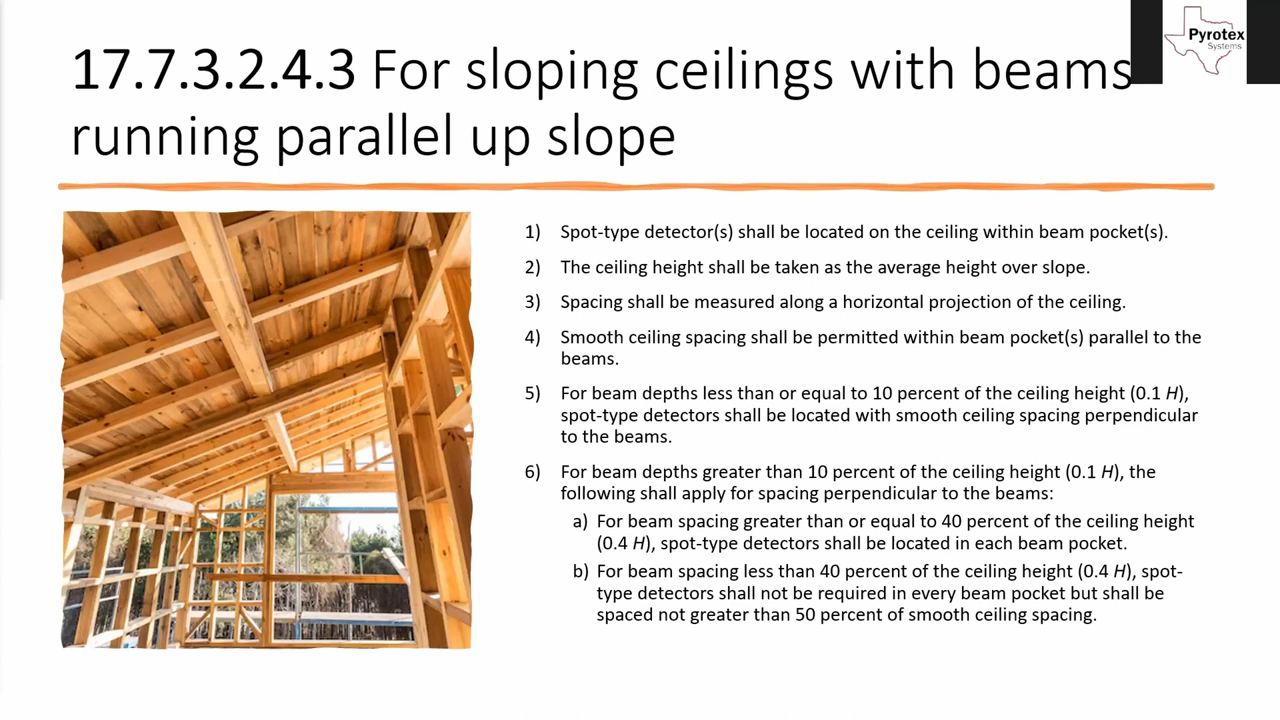 Pyrotex
Systems
17.7.3.2.4.3 For sloping ceilings with beams
running parallel up slope
1) Spot-type detector(s) shall be located on the ceiling within beam pocket(s).
2) The ceiling height shall be taken as the average height over slope.
3) Spacing shall be measured along a horizontal projection of the ceiling.
4) Smooth ceiling spacing shall be permitted within beam pocket(s) parallel to the
beams.
5) For beam depths less than or equal to 10 percent of the ceiling height (0.1 H),
spot-type detectors shall be located with smooth ceiling spacing perpendicular
to the beams.
6) For beam depths greater than 10 percent of the ceiling height (0.1 H), the
following shall apply for spacing perpendicular to the beams:
a) For beam spacing greater than or equal to 40 percent of the ceiling height
(0.4 H), spot-type detectors shall be located in each beam pocket.
b) For beam spacing less than 40 percent of the ceiling height (0.4 H), spot-
type detectors shall not be required in every beam pocket but shall be
spaced not greater than 50 percent of smooth ceiling spacing.